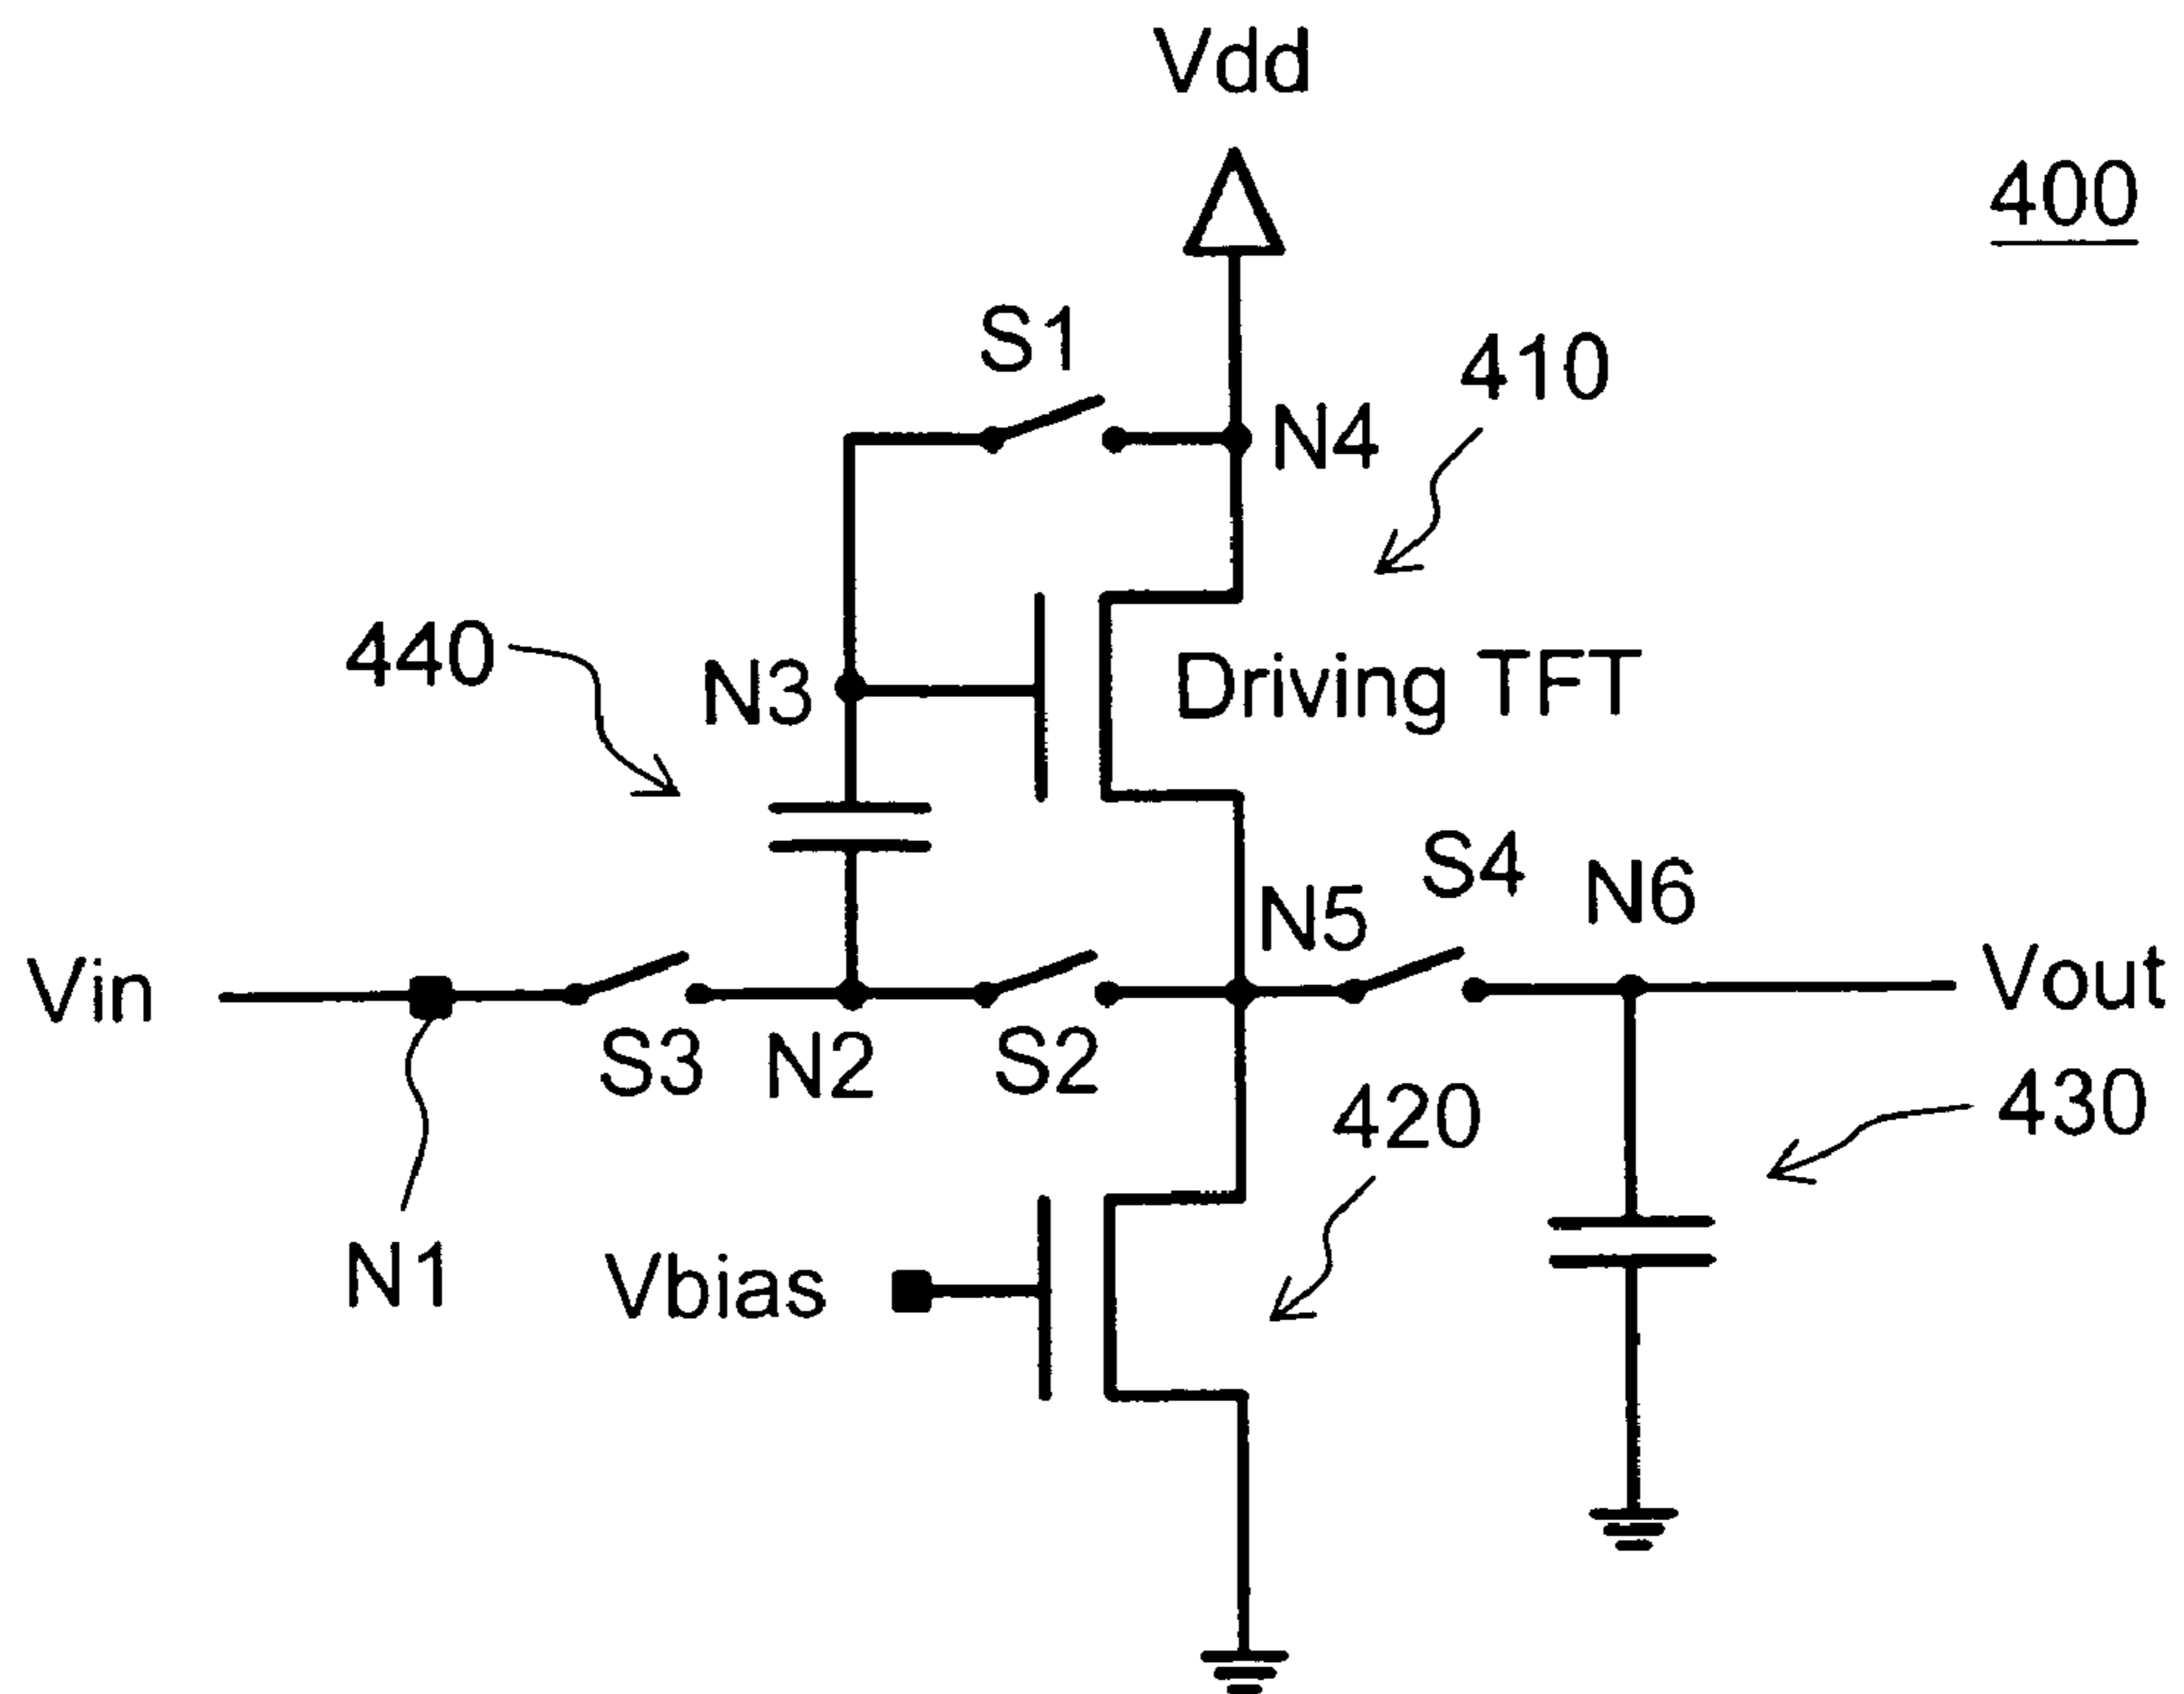 Vdd
400
S1
410
N4
440
N3
Driving TFT
S4
N6
N5
Vin
Vout
S3
N2
S2
420
430
N1
Vbias